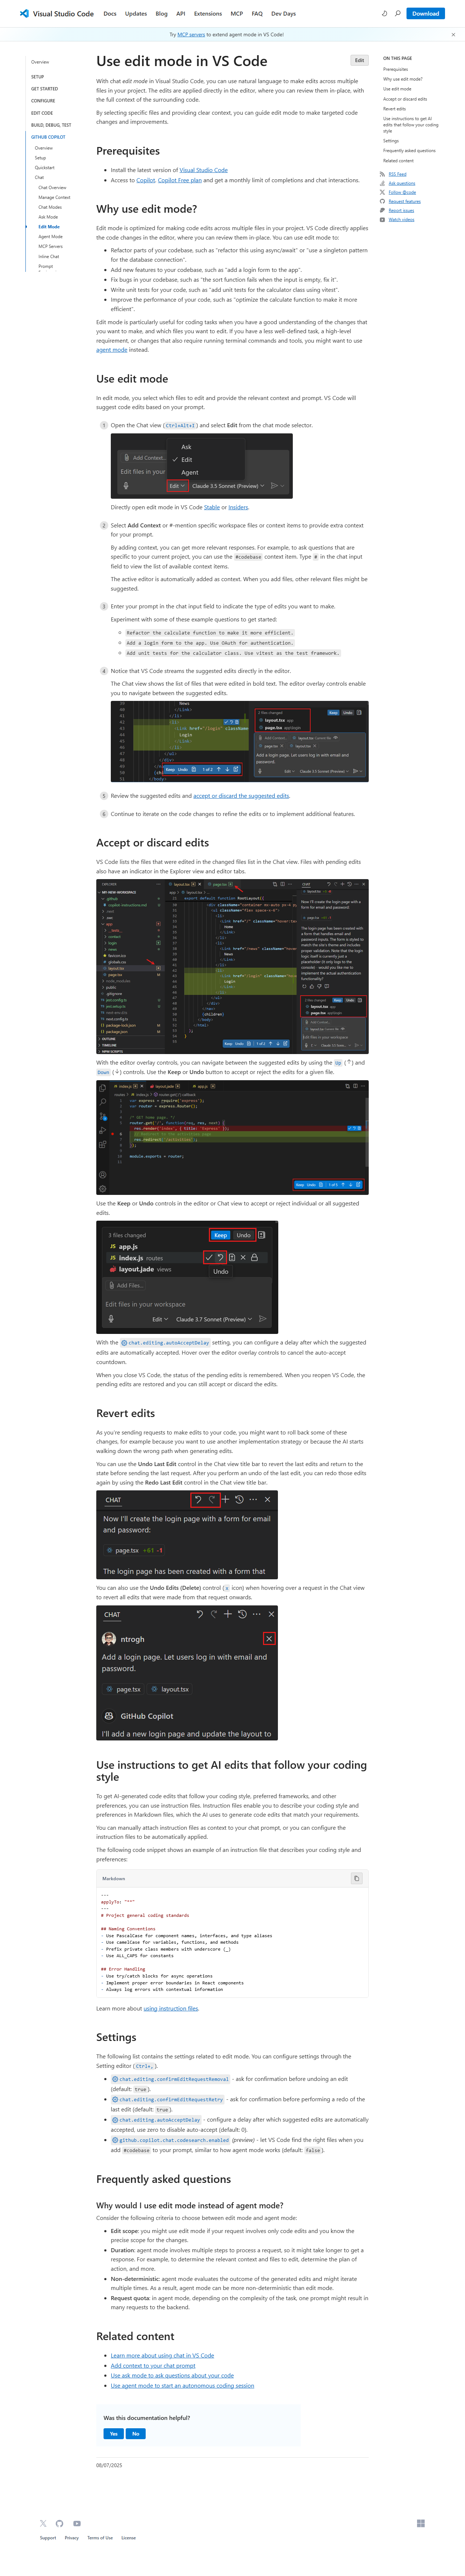 Visual Studio Code
Docs Updates Blog API Extensions MCP FAQ Dev Days
Download
Try MCP servers to extend agent mode in VS Code!
Overview
SETUP
GET STARTED
CONFIGURE
EDIT CODE
BUILD, DEBUG, TEST
GITHUB COPILOT
Overview
Setup
Quickstart
Chat
Chat Overview
Manage Context
Chat Modes
Ask Mode
Edit Mode
Agent Mode
MCP Servers
Inline Chat
Prompt
Use edit mode in VS Code
Edit
With chat edit mode in Visual Studio Code, you can use natural language to make edits across multiple
files in your project. The edits are applied directly in the editor, where you can review them in-place, with
the full context of the surrounding code.
By selecting specific files and providing clear context, you can guide edit mode to make targeted code
changes and improvements.
Prerequisites
• Install the latest version of Visual Studio Code
• Access to Copilot. Copilot Free plan and get a monthly limit of completions and chat interactions.
Why use edit mode?
Edit mode is optimized for making code edits across multiple files in your project. VS Code directly applies
the code changes in the editor, where you can review them in-place. You can use edit mode to:
• Refactor parts of your codebase, such as "refactor this query using async/await" or "use a singleton pattern
for the database connection".
• Add new features to your codebase, such as "add a login form to the app".
• Fix bugs in your codebase, such as "the sort function fails when the input is empty, fix it".
• Write unit tests for your code, such as "add unit tests for the calculator class using vitest".
• Improve the performance of your code, such as "optimize the calculate function to make it more
efficient".
Edit mode is particularly useful for coding tasks when you have a good understanding of the changes that
you want to make, and which files you want to edit. If you have a less well-defined task, a high-level
requirement, or changes that also require running terminal commands and tools, you might want to use
agent mode instead.
Use edit mode
In edit mode, you select which files to edit and provide the relevant context and prompt. VS Code will
suggest code edits based on your prompt.
1 Open the Chat view (Ctrl+Alt+I) and select Edit from the chat mode selector.
Add Context...
Edit files in your
Ask
Edit
Agent
Edit
Claude 3.5 Sonnet (Preview)
Directly open edit mode in VS Code Stable or Insiders.
2 Select Add Context or #-mention specific workspace files or context items to provide extra context
for your prompt.
By adding context, you can get more relevant responses. For example, to ask questions that are
specific to your current project, you can use the #codebase context item. Type # in the chat input
field to view the list of available context items.
The active editor is automatically added as context. When you add files, other relevant files might be
suggested.
3 Enter your prompt in the chat input field to indicate the type of edits you want to make.
Experiment with some of these example questions to get started:
Refactor the calculate function to make it more efficient.
Add a login form to the app. Use OAuth for authentication.
Add unit tests for the calculator class. Use vitest as the test framework.
4 Notice that VS Code streams the suggested edits directly in the editor.
The Chat view shows the list of files that were edited in bold text. The editor overlay controls enable
you to navigate between the suggested edits.
5 Review the suggested edits and accept or discard the suggested edits.
6 Continue to iterate on the code changes to refine the edits or to implement additional features.
Accept or discard edits
VS Code lists the files that were edited in the changed files list in the Chat view. Files with pending edits
also have an indicator in the Explorer view and editor tabs.
With the editor overlay controls, you can navigate between the suggested edits by using the Up (↑) and
Down (↓) controls. Use the Keep or Undo button to accept or reject the edits for a given file.
Use the Keep or Undo controls in the editor or Chat view to accept or reject individual or all suggested
edits.
3 files changed
Keep Undo
app.js
index.js routes
layout.jade views
Undo
Add Files...
Edit files in your workspace
Edit
Claude 3.7 Sonnet (Preview)
With the chat.editing.autoAcceptDelay setting, you can configure a delay after which the suggested
edits are automatically accepted. Hover over the editor overlay controls to cancel the auto-accept
countdown.
When you close VS Code, the status of the pending edits is remembered. When you reopen VS Code, the
pending edits are restored and you can still accept or discard the edits.
Revert edits
As you're sending requests to make edits to your code, you might want to roll back some of these
changes, for example because you want to use another implementation strategy or because the AI starts
walking down the wrong path when generating edits.
You can use the Undo Last Edit control in the Chat view title bar to revert the last edits and return to the
state before sending the last request. After you perform an undo of the last edit, you can redo those edits
again by using the Redo Last Edit control in the Chat view title bar.
CHAT
Now I'll create the login page with a form for email
and password:
page.tsx +61 -1
The login page has been created with a form that
You can also use the Undo Edits (Delete) control (x icon) when hovering over a request in the Chat view
to revert all edits that were made from that request onwards.
CHAT
ntrogh
Add a login page. Let users log in with email and
password.
page.tsx layout.tsx
GitHub Copilot
I'll add a new login page and update the layout to
Use instructions to get AI edits that follow your coding
style
To get AI-generated code edits that follow your coding style, preferred frameworks, and other
preferences, you can use instruction files. Instruction files enable you to describe your coding style and
preferences in Markdown files, which the AI uses to generate code edits that match your requirements.
You can manually attach instruction files as context to your chat prompt, or you can configure the
instruction files to be automatically applied.
The following code snippet shows an example of an instruction file that describes your coding style and
preferences:
Markdown
---
applyTo: "**"
---
# Project general coding standards
## Naming Conventions
- Use PascalCase for component names, interfaces, and type aliases
- Use camelCase for variables, functions, and methods
- Prefix private class members with underscore (_)
- Use ALL_CAPS for constants
## Error Handling
- Use try/catch blocks for async operations
- Implement proper error boundaries in React components
- Always log errors with contextual information
Learn more about using instruction files.
Settings
The following list contains the settings related to edit mode. You can configure settings through the
Setting editor (Ctrl+,).
• chat.editing.confirmEditRequestRemoval - ask for confirmation before undoing an edit
(default: true).
• chat.editing.confirmEditRequestRetry - ask for confirmation before performing a redo of the
last edit (default: true).
• chat.editing.autoAcceptDelay - configure a delay after which suggested edits are automatically
accepted, use zero to disable auto-accept (default: 0).
• github.copilot.chat.codesearch.enabled (preview) - let VS Code find the right files when you
add #codebase to your prompt, similar to how agent mode works (default: false).
Frequently asked questions
Why would I use edit mode instead of agent mode?
Consider the following criteria to choose between edit mode and agent mode:
• Edit scope: you might use edit mode if your request involves only code edits and you know the
precise scope for the changes.
• Duration: agent mode involves multiple steps to process a request, so it might take longer to get a
response. For example, to determine the relevant context and files to edit, determine the plan of
action, and more.
• Non-deterministic: agent mode evaluates the outcome of the generated edits and might iterate
multiple times. As a result, agent mode can be more non-deterministic than edit mode.
• Request quota: in agent mode, depending on the complexity of the task, one prompt might result in
many requests to the backend.
Related content
• Learn more about using chat in VS Code
• Add context to your chat prompt
• Use ask mode to ask questions about your code
• Use agent mode to start an autonomous coding session
Was this documentation helpful?
Yes No
08/07/2025
ON THIS PAGE
Prerequisites
Why use edit mode?
Use edit mode
Accept or discard edits
Revert edits
Use instructions to get AI
edits that follow your coding
style
Settings
Frequently asked questions
Related content
RSS Feed
Ask questions
Follow @code
Request features
Report issues
Watch videos
Support Privacy Terms of Use License